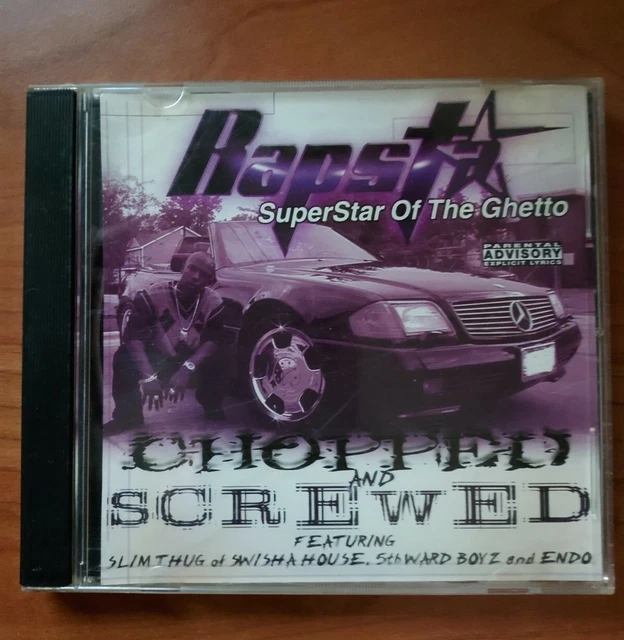 Rapsta
SuperStar Of The Ghetto
PARENTAL
ADVISORY
EXPLICIT LYRICS
CHOPPED
AND
SCREWED
FEATURING
SLIM THUG of SWISHA HOUSE, 5th WARD BOYZ and ENDO